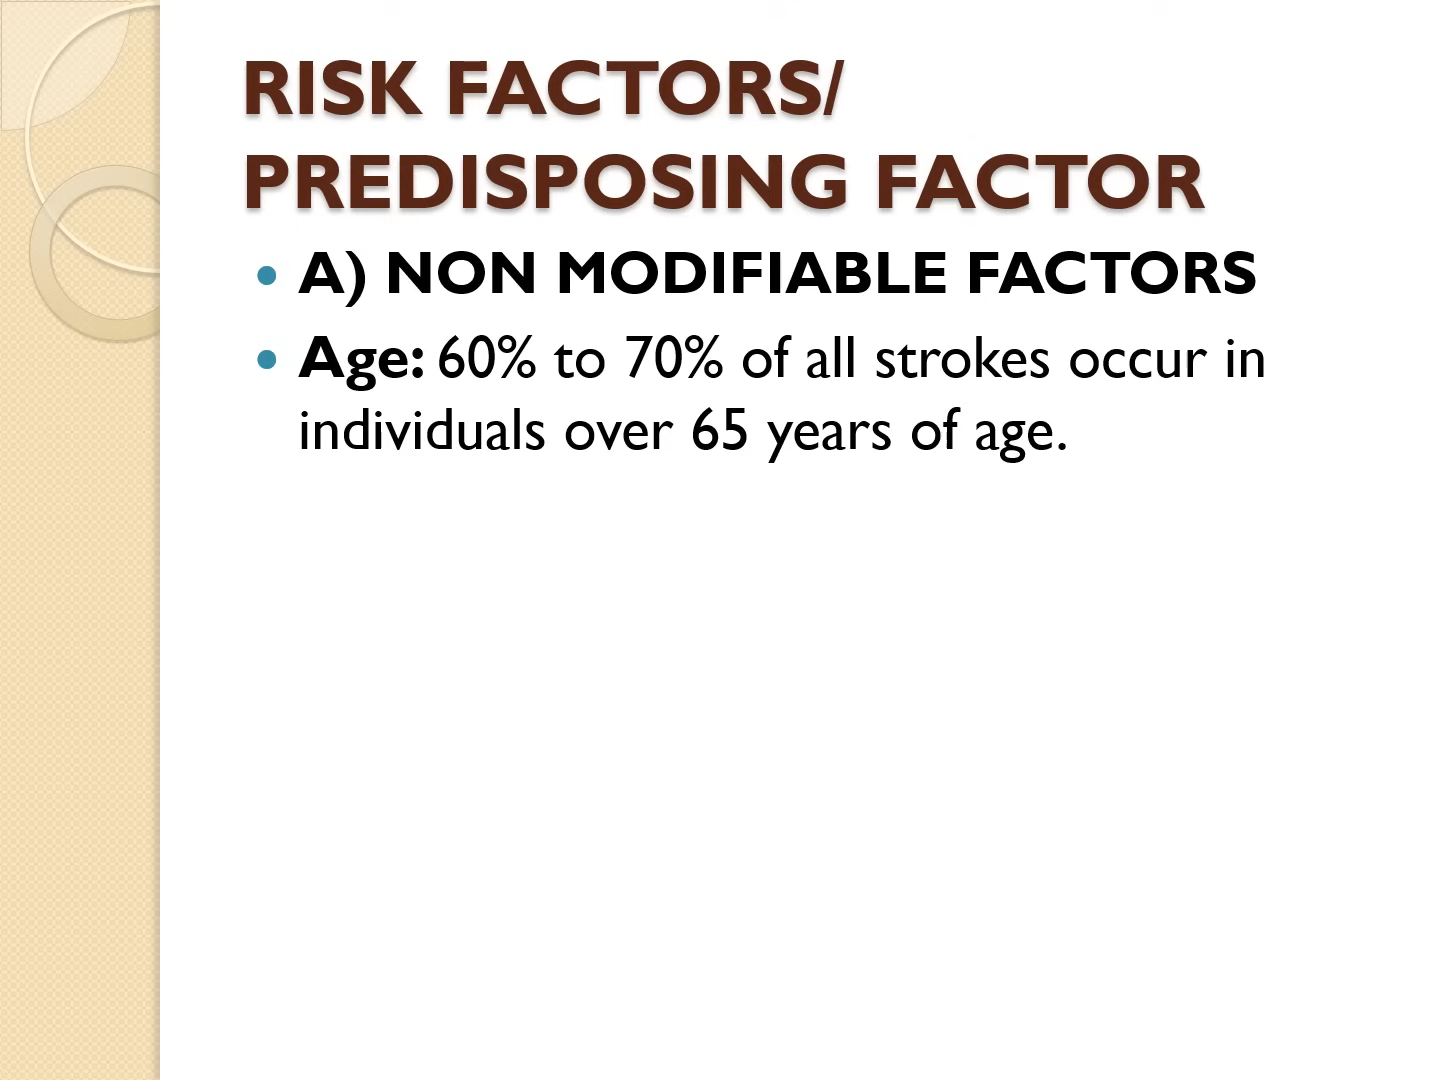 RISK FACTORS/
PREDISPOSING FACTOR
• A) NON MODIFIABLE FACTORS
• Age: 60% to 70% of all strokes occur in
individuals over 65 years of age.